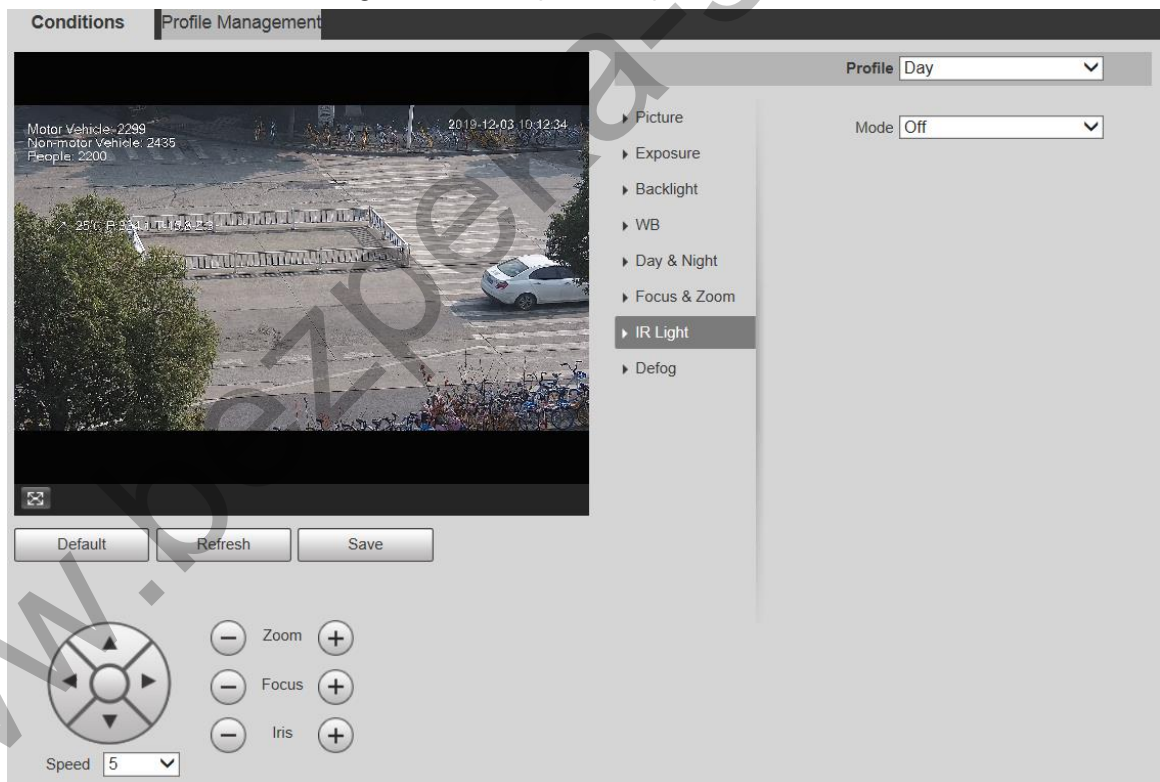 Conditions
Profile Management
Profile Day
Motor Vehicle: 2299
Non-motor Vehicle: 2435
People: 2200
2019-12-03 10:12:34
Picture
Exposure
Backlight
WB
Day & Night
Focus & Zoom
IR Light
Defog
Mode Off
Default
Refresh
Save
Zoom
Focus
Iris
Speed 5